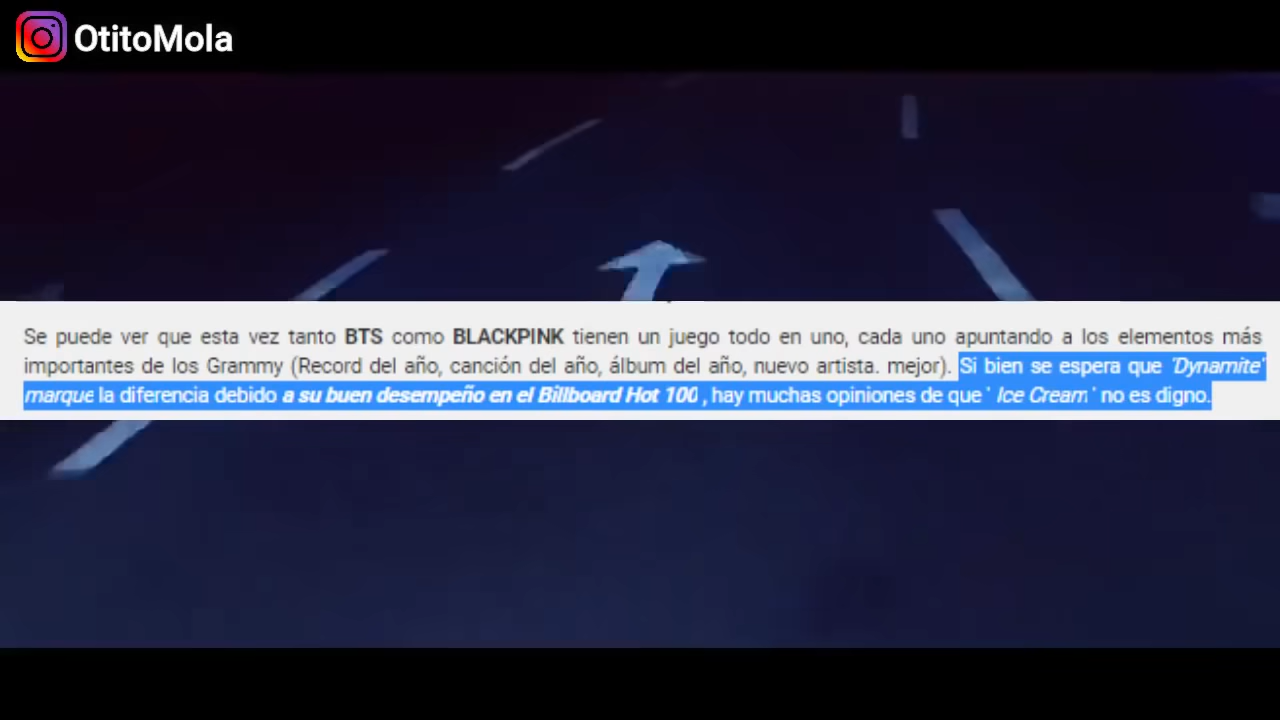 OtitoMola
Se puede ver que esta vez tanto BTS como BLACKPINK tienen un juego todo en uno, cada uno apuntando a los elementos más
importantes de los Grammy (Record del año, canción del año, álbum del año, nuevo artista. mejor). Si bien se espera que 'Dynamite'
marque la diferencia debido a su buen desempeño en el Billboard Hot 100 , hay muchas opiniones de que ' Ice Cream ' no es digno.